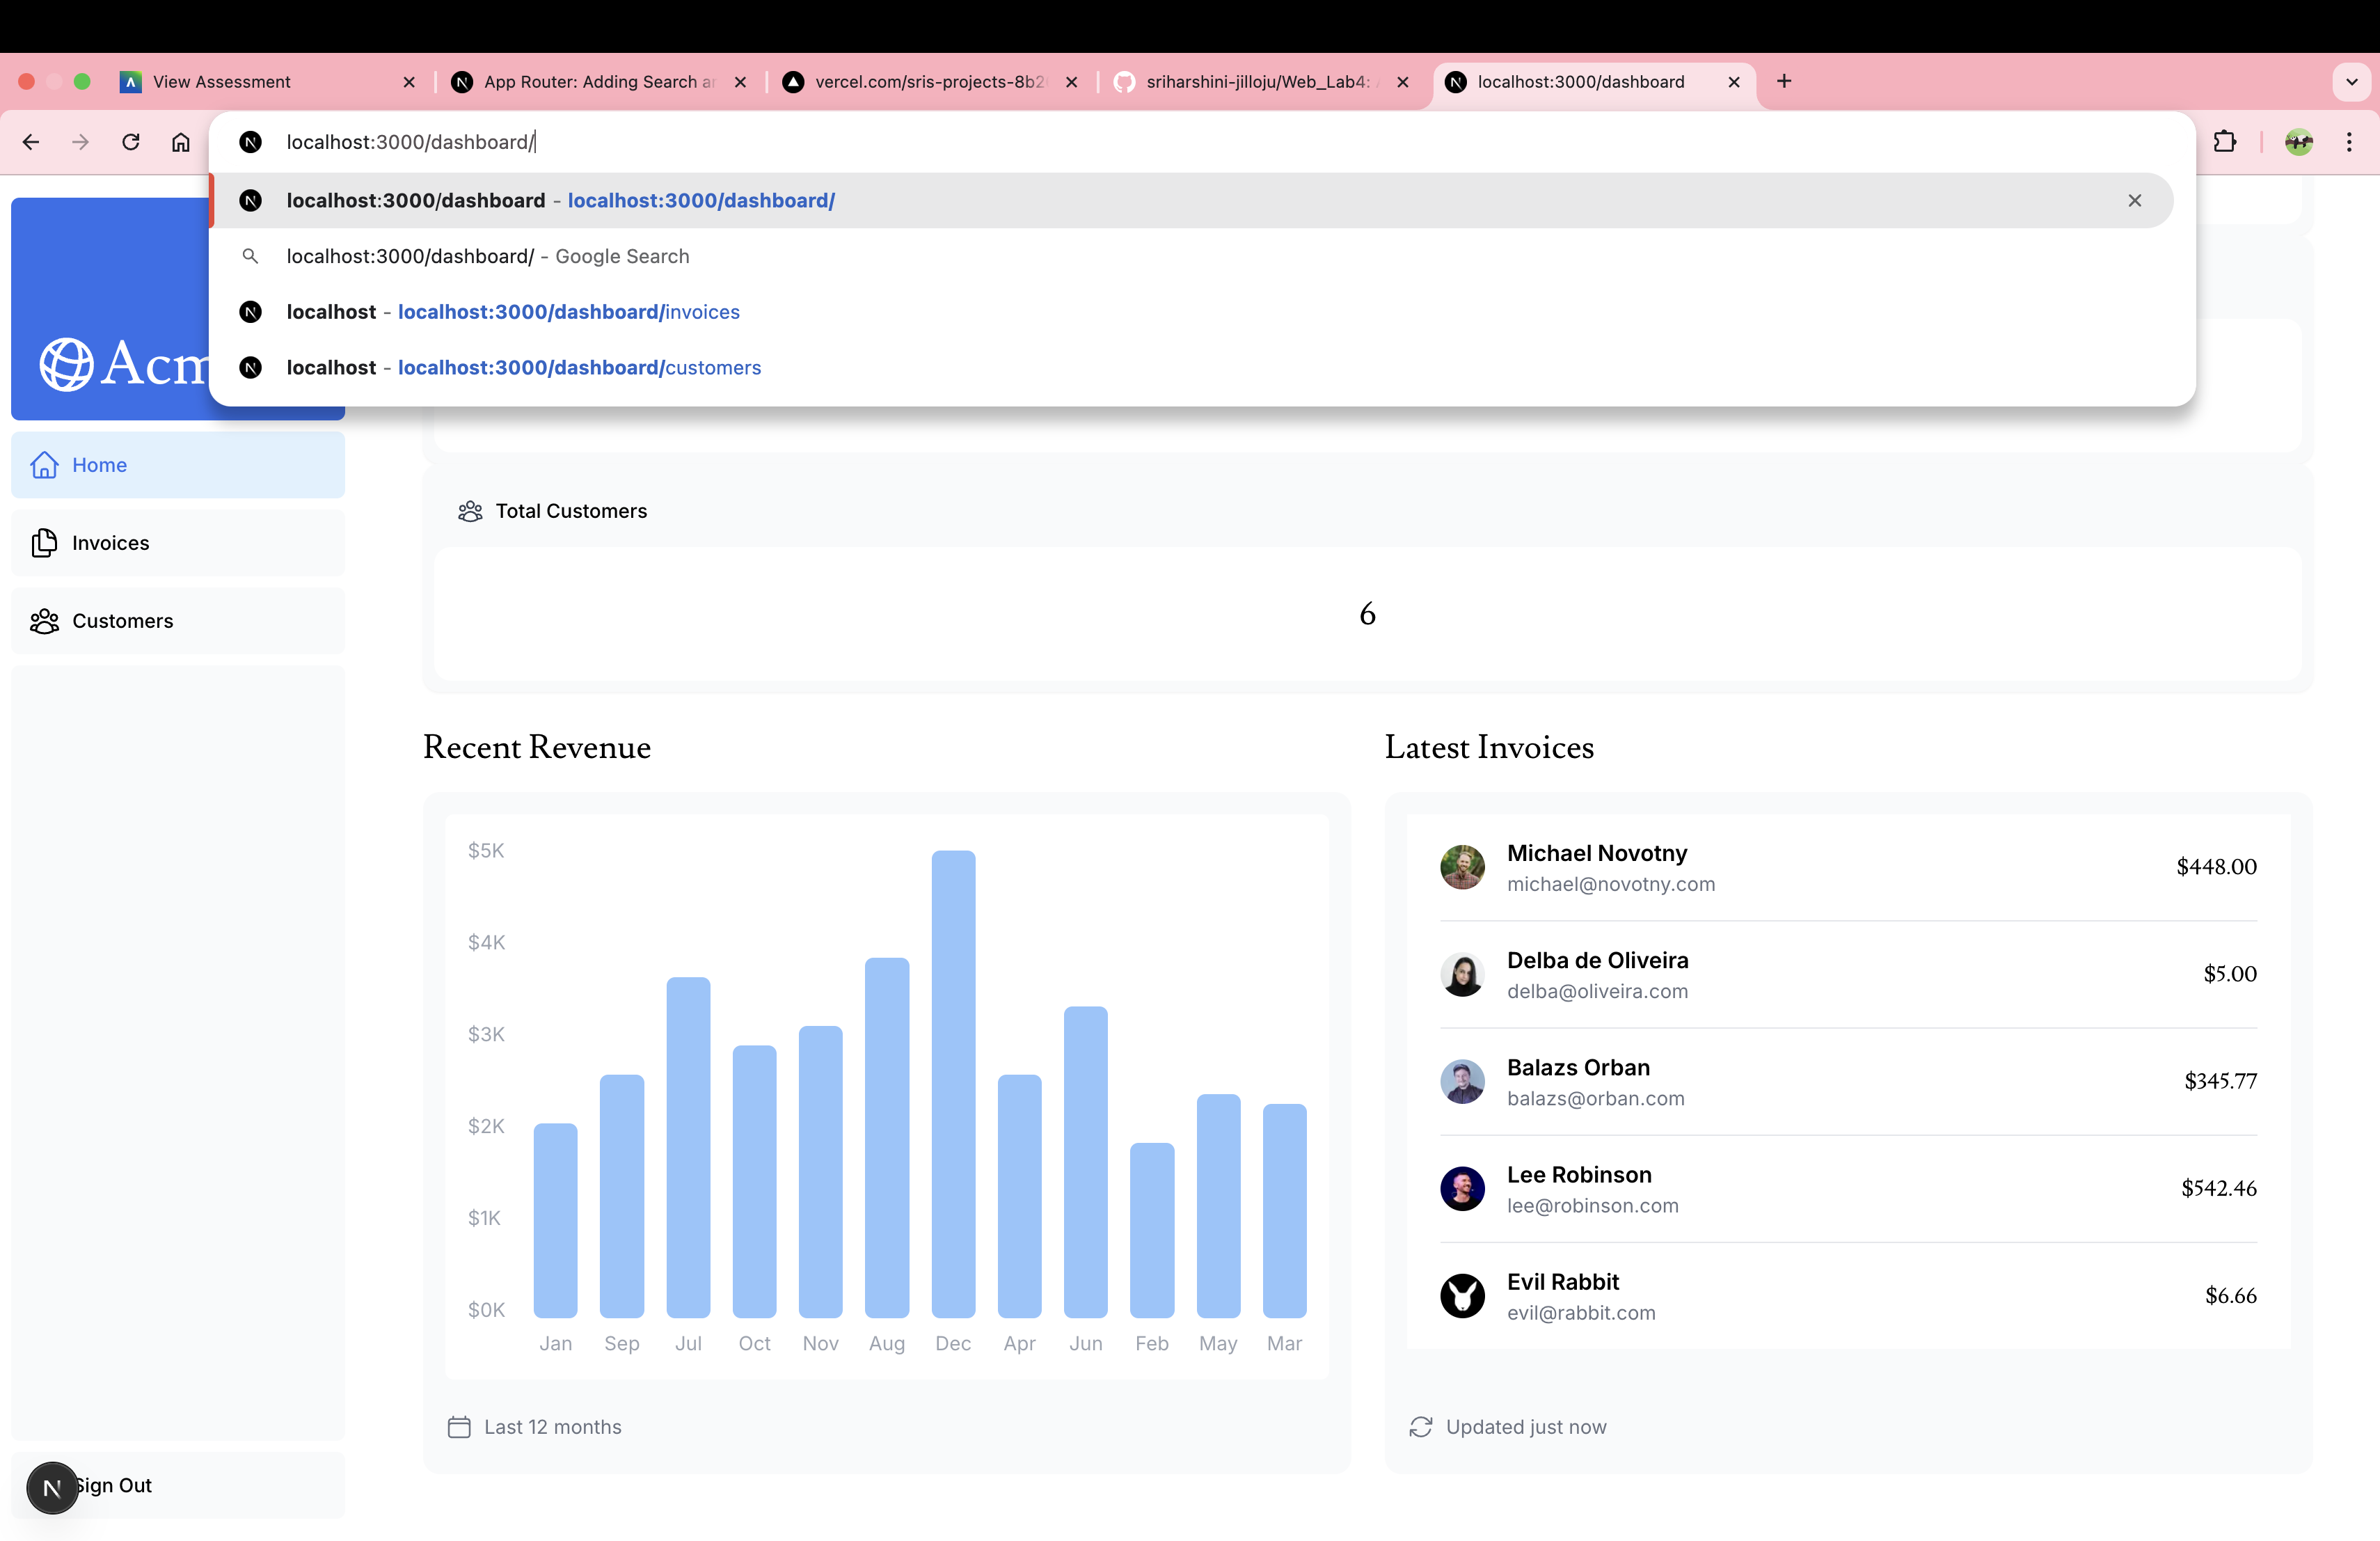 View Assessment
App Router: Adding Search ar
vercel.com/sris-projects-8b2
sriharshini-jilloju/Web_Lab4:
localhost:3000/dashboard
localhost:3000/dashboard/
localhost:3000/dashboard - localhost:3000/dashboard/
localhost:3000/dashboard/ - Google Search
localhost - localhost:3000/dashboard/invoices
localhost - localhost:3000/dashboard/customers
Acm
Home
Invoices
Customers
Sign Out
Total Customers
6
Recent Revenue
$5K
$4K
$3K
$2K
$1K
$0K
Jan Sep Jul Oct Nov Aug Dec Apr Jun Feb May Mar
Last 12 months
Latest Invoices
Michael Novotny
michael@novotny.com
$448.00
Delba de Oliveira
delba@oliveira.com
$5.00
Balazs Orban
balazs@orban.com
$345.77
Lee Robinson
lee@robinson.com
$542.46
Evil Rabbit
evil@rabbit.com
$6.66
Updated just now